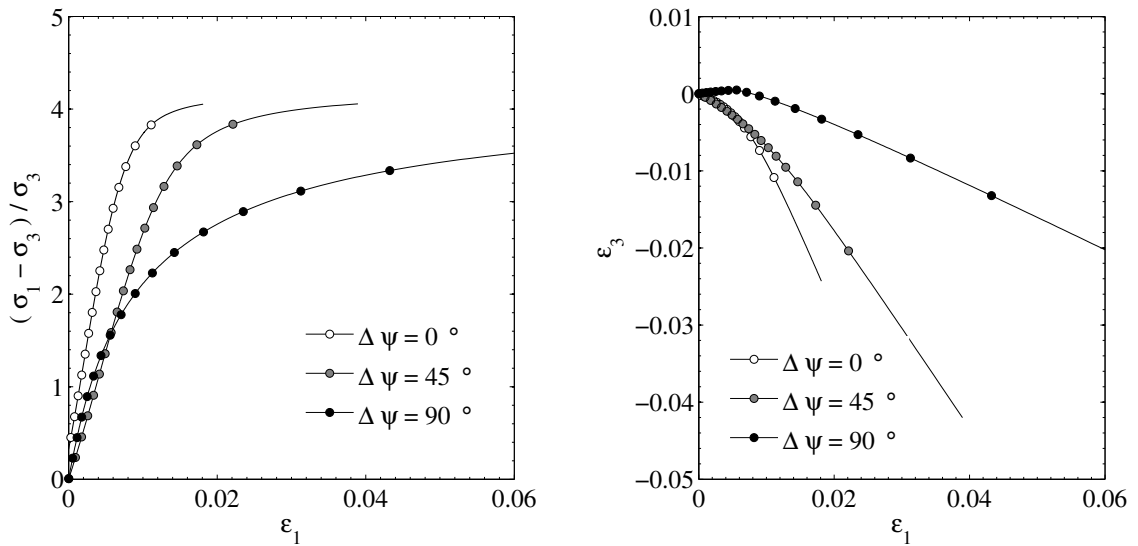 5
4
3
2
1
0
( σ1 − σ3 ) / σ3
Δ ψ = 0 °
Δ ψ = 45 °
Δ ψ = 90 °
0 0.02 0.04 0.06
ε1
0.01
0
−0.01
−0.02
−0.03
−0.04
−0.05
ε3
Δ ψ = 0 °
Δ ψ = 45 °
Δ ψ = 90 °
0 0.02 0.04 0.06
ε1